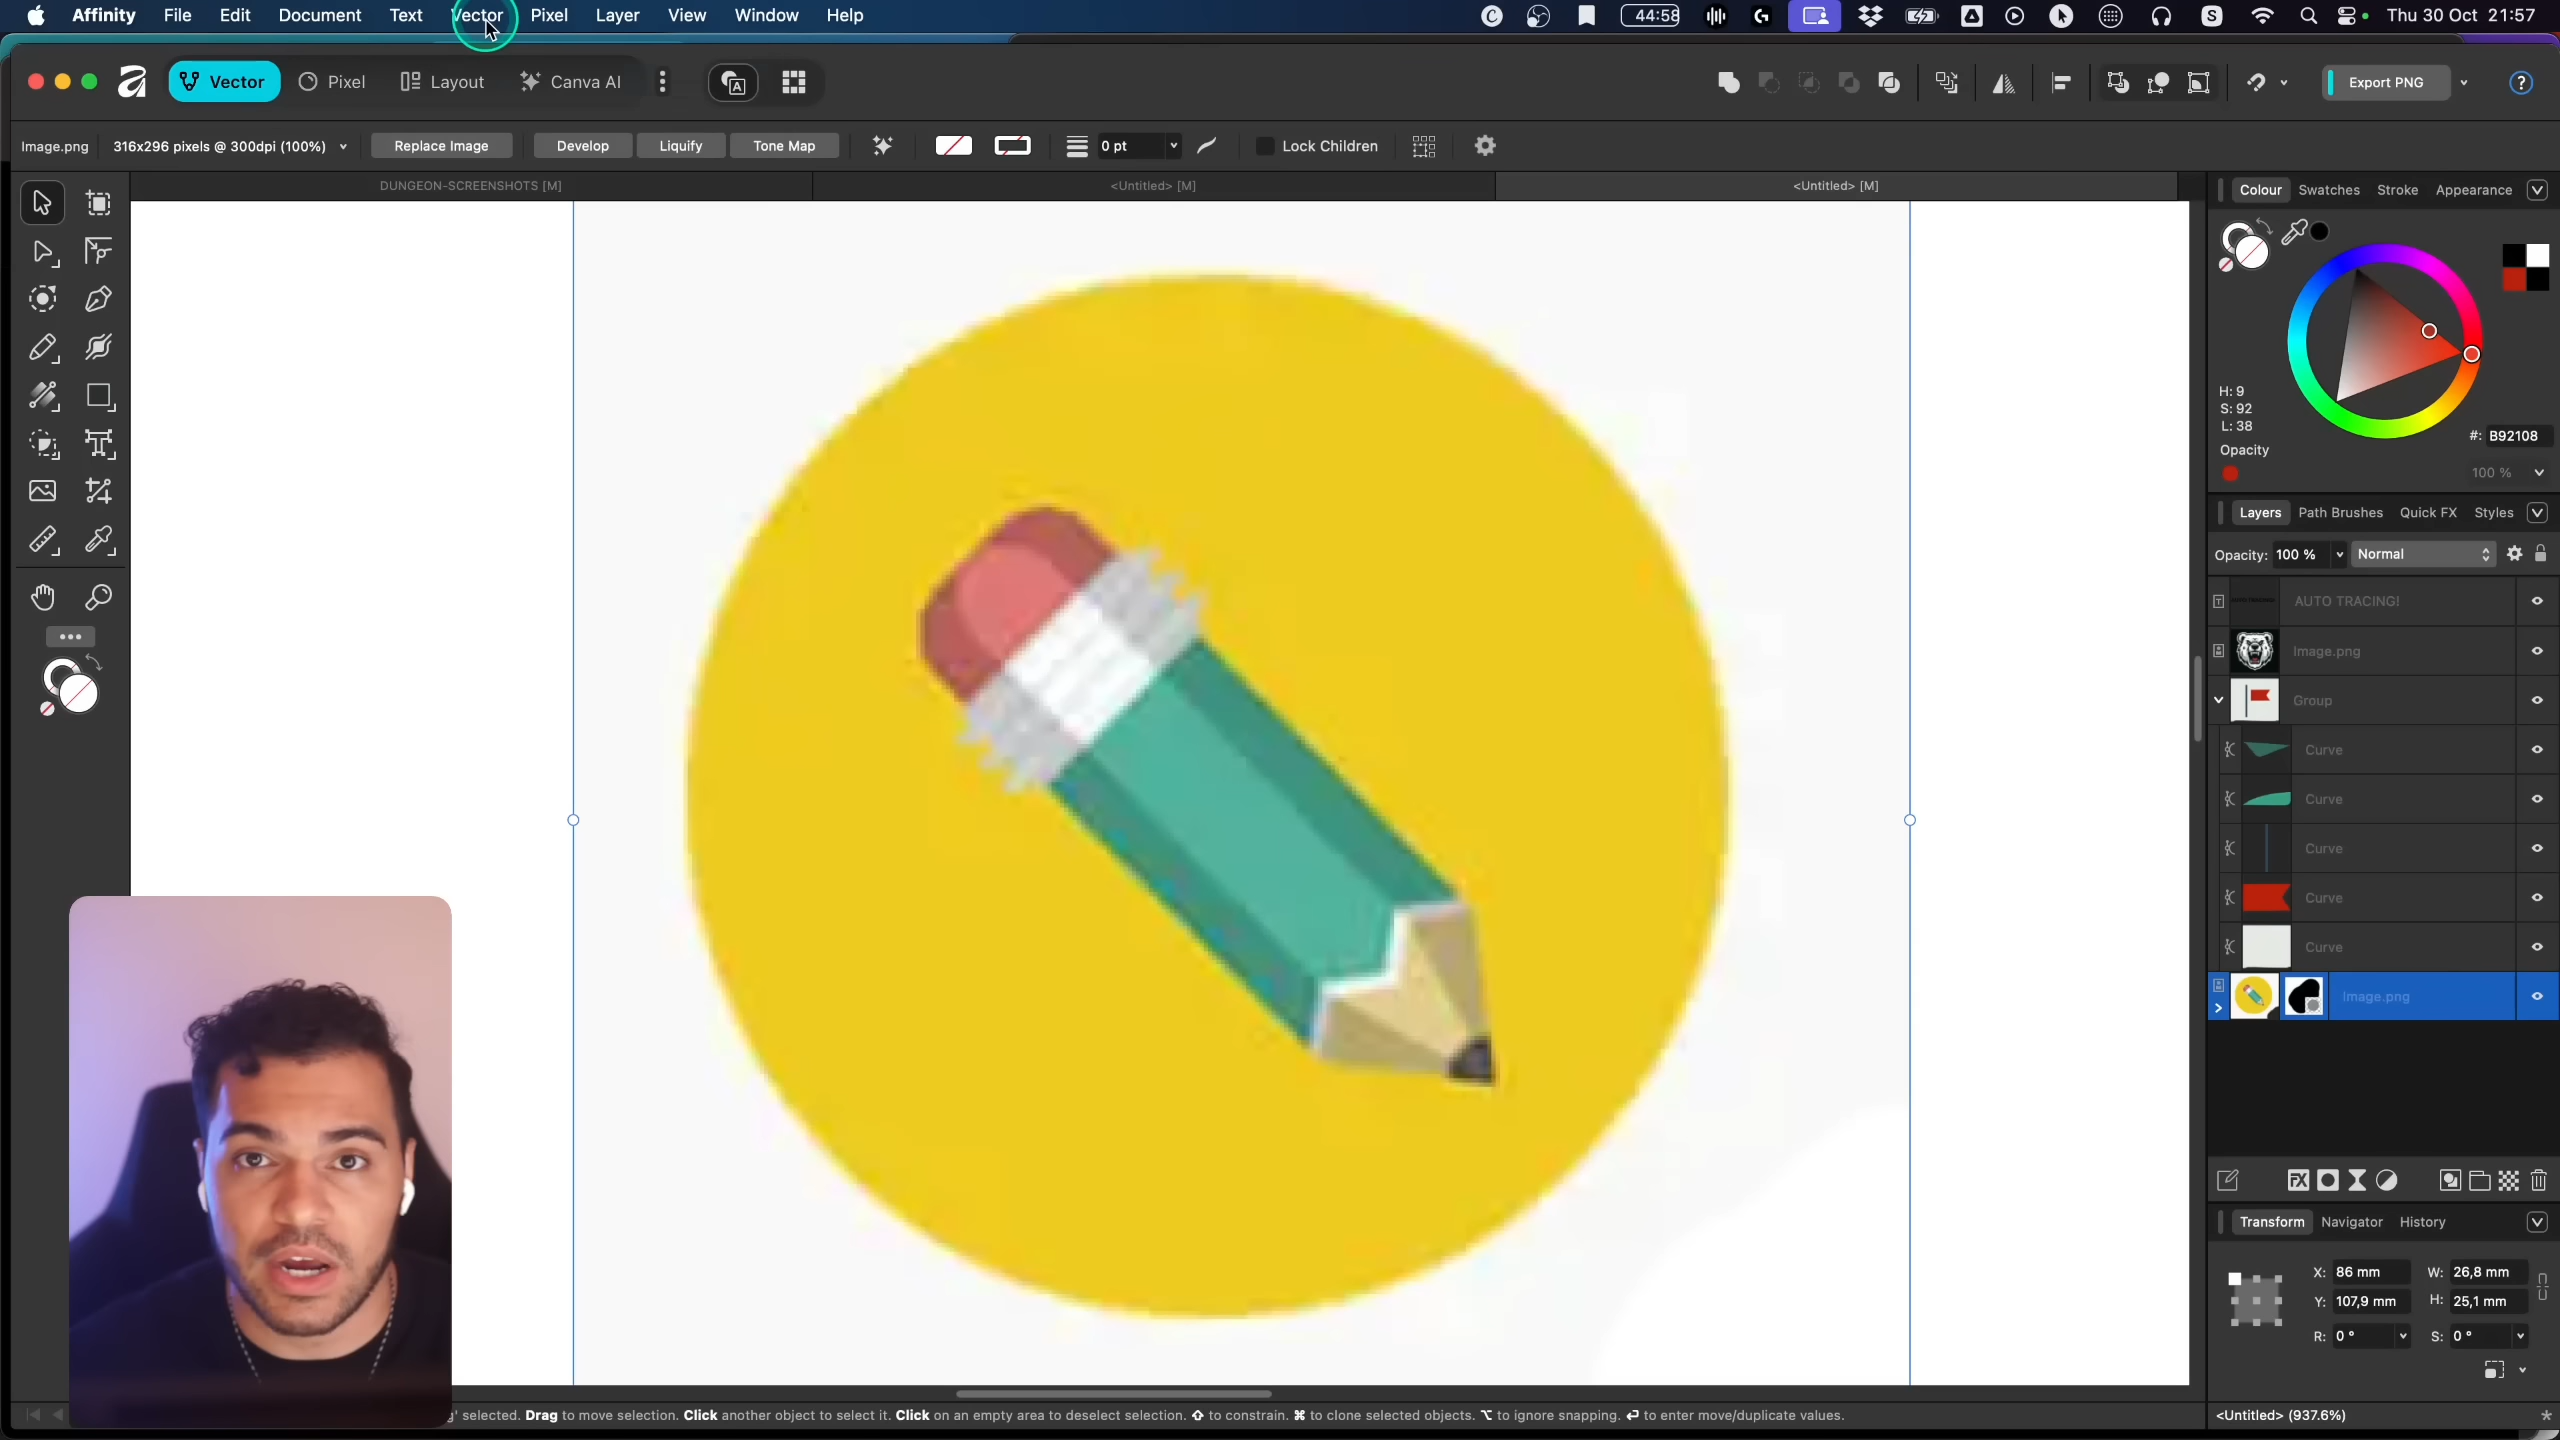 Affinity File Edit Document Text Vector Pixel Layer View Window Help 44:58 Thu 30 Oct 21:57
Vector Pixel Layout Canva AI Export PNG
Image.png 316x296 pixels @ 300dpi (100%) Replace Image Develop Liquify Tone Map 0 pt Lock Children
DUNGEON-SCREENSHOTS [M] <Untitled> [M] <Untitled> [M]
Colour Swatches Stroke Appearance
H: 9
S: 92
L: 38
#: B92108
Opacity
100 %
Layers Path Brushes Quick FX Styles
Opacity: 100 % Normal
AUTO TRACING!
Image.png
Group
Curve
Curve
Curve
Curve
Curve
Image.png
Transform Navigator History
X: 86 mm W: 26,8 mm
Y: 107,9 mm H: 25,1 mm
R: 0 ° S: 0 °
selected. Drag to move selection. Click another object to select it. Click on an empty area to deselect selection. ⇧ to constrain. ⌘ to clone selected objects. ⌥ to ignore snapping. ↵ to enter move/duplicate values.
<Untitled> (937.6%)